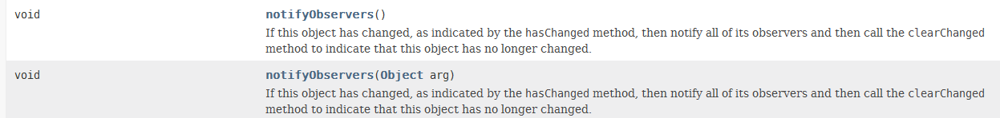 void notifyObservers()
If this object has changed, as indicated by the hasChanged method, then notify all of its observers and then call the clearChanged
method to indicate that this object has no longer changed.
void notifyObservers(Object arg)
If this object has changed, as indicated by the hasChanged method, then notify all of its observers and then call the clearChanged
method to indicate that this object has no longer changed.